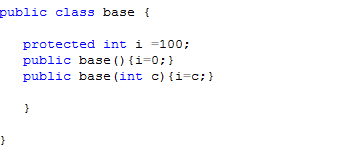 public class base {
protected int i =100;
public base(){i=0;}
public base(int c){i=c;}
}
}